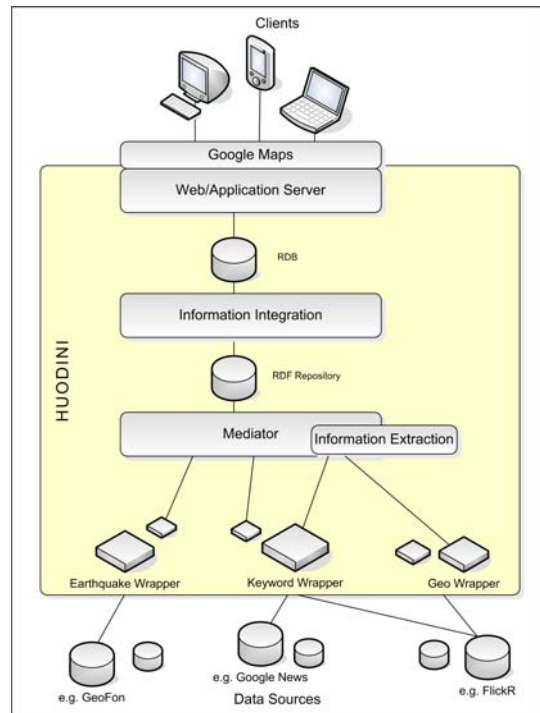 Clients
Google Maps
Web/Application Server
RDB
Information Integration
RDF Repository
HUODINI
Mediator
Information Extraction
Earthquake Wrapper
Keyword Wrapper
Geo Wrapper
e.g. GeoFon
e.g. Google News
e.g. FlickR
Data Sources